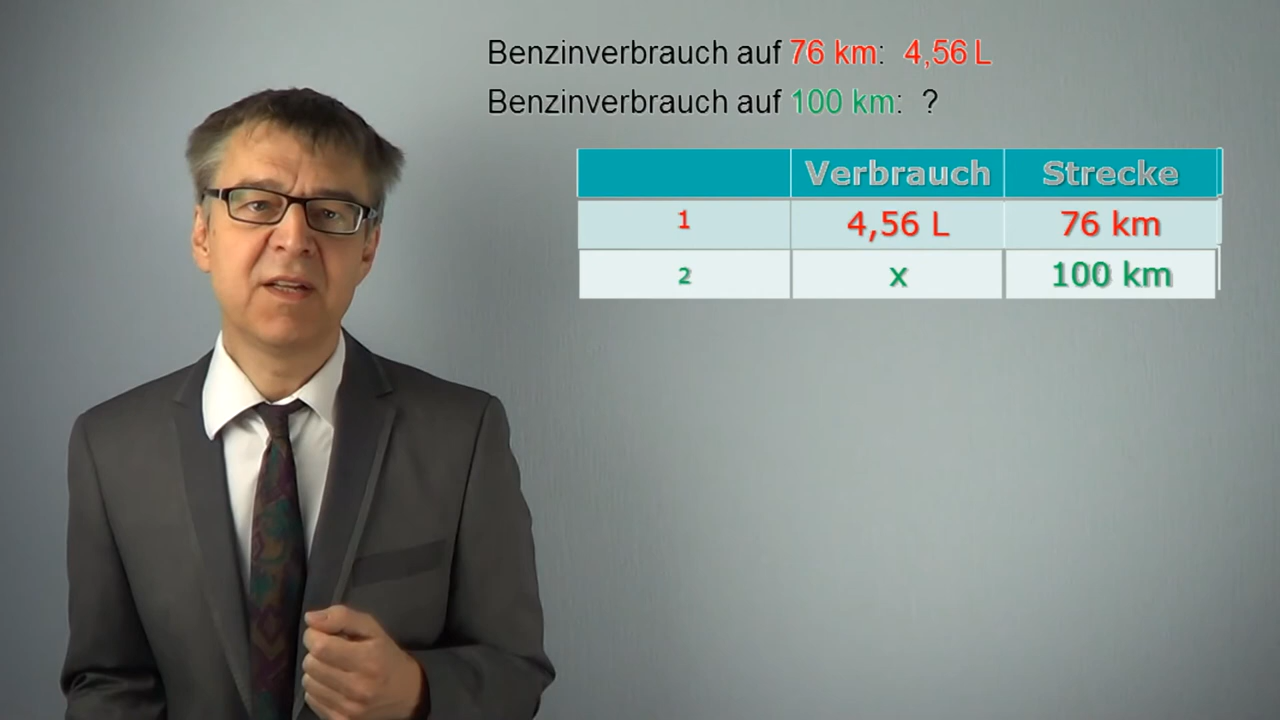 Benzinverbrauch auf 76 km: 4,56 L
Benzinverbrauch auf 100 km: ?
Verbrauch Strecke
1 4,56 L 76 km
2 x 100 km